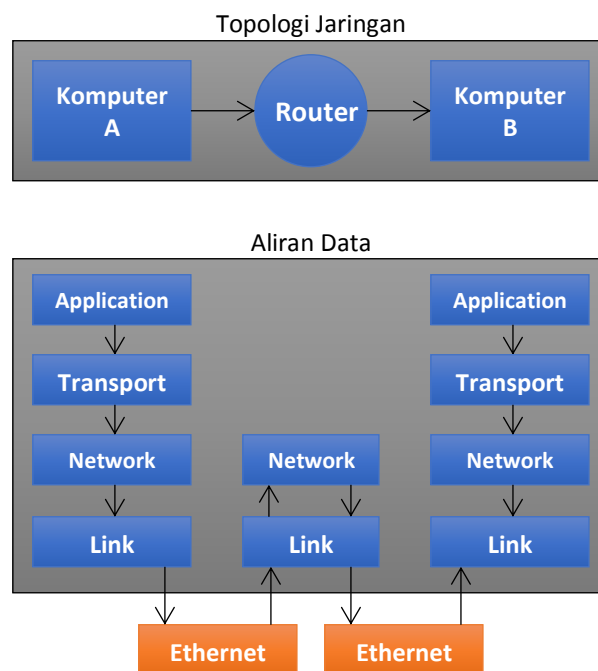 Topologi Jaringan
Komputer
A
Router
Komputer
B
Aliran Data
Application
Application
Transport
Transport
Network
Network
Network
Link
Link
Link
Ethernet
Ethernet